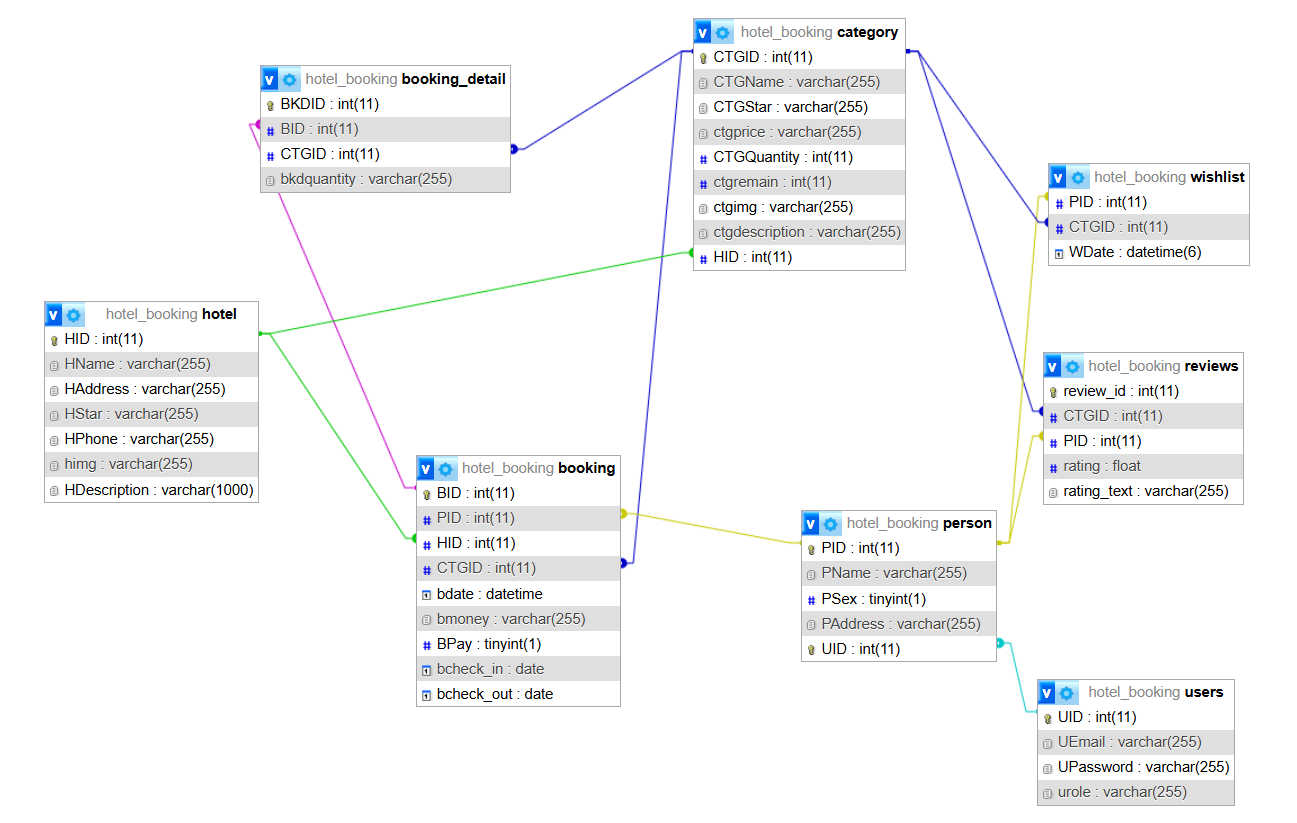 hotel_booking category
CTGID : int(11)
CTGName : varchar(255)
CTGStar : varchar(255)
ctgprice : varchar(255)
CTGQuantity : int(11)
ctgremain : int(11)
ctgimg : varchar(255)
ctgdescription : varchar(255)
HID : int(11)
hotel_booking booking_detail
BKDID : int(11)
BID : int(11)
CTGID : int(11)
bkdquantity : varchar(255)
hotel_booking wishlist
PID : int(11)
CTGID : int(11)
WDate : datetime(6)
hotel_booking hotel
HID : int(11)
HName : varchar(255)
HAddress : varchar(255)
HStar : varchar(255)
HPhone : varchar(255)
himg : varchar(255)
HDescription : varchar(1000)
hotel_booking reviews
review_id : int(11)
CTGID : int(11)
PID : int(11)
rating : float
rating_text : varchar(255)
hotel_booking booking
BID : int(11)
PID : int(11)
HID : int(11)
CTGID : int(11)
bdate : datetime
bmoney : varchar(255)
BPay : tinyint(1)
bcheck_in : date
bcheck_out : date
hotel_booking person
PID : int(11)
PName : varchar(255)
PSex : tinyint(1)
PAddress : varchar(255)
UID : int(11)
hotel_booking users
UID : int(11)
UEmail : varchar(255)
UPassword : varchar(255)
urole : varchar(255)